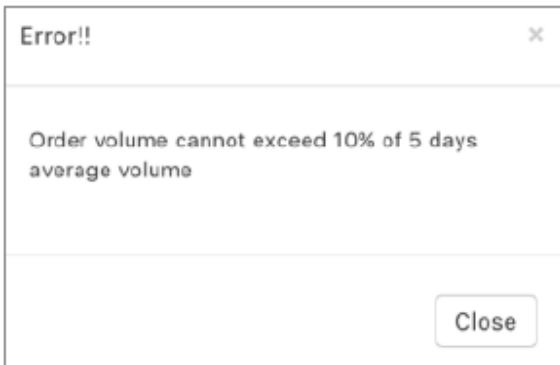 Error!!
×
Order volume cannot exceed 10% of 5 days
average volume
Close